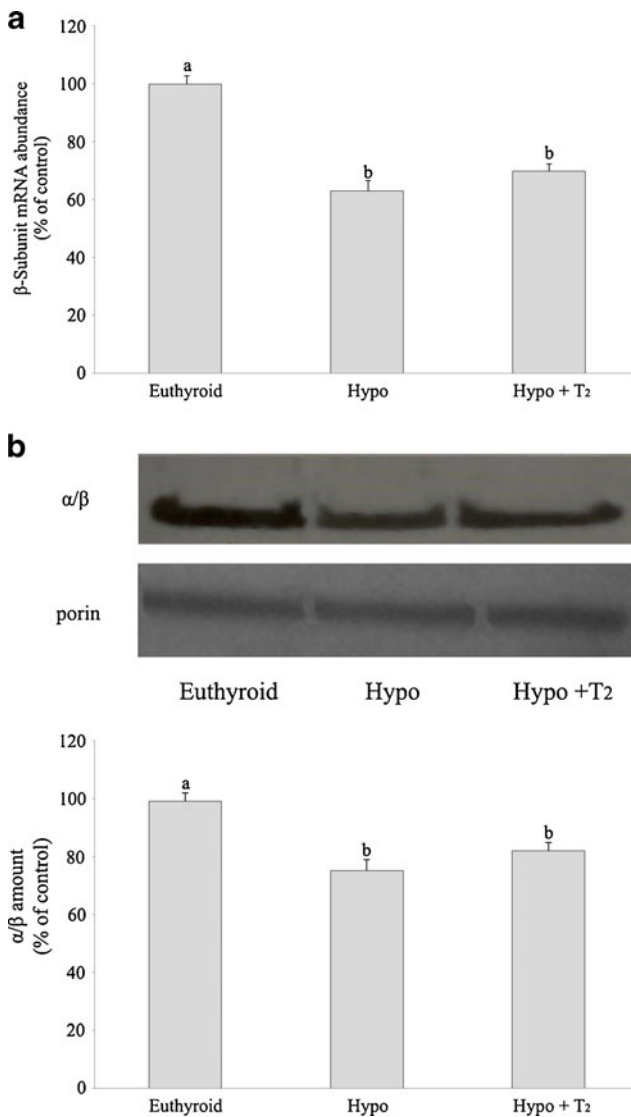 a
β-Subunit mRNA abundance
(% of control)
120
100
80
60
40
20
0
a
b
b
Euthyroid
Hypo
Hypo + T2
b
α/β
porin
Euthyroid
Hypo
Hypo +T2
α/β amount
(% of control)
120
100
80
60
40
20
0
a
b
b
Euthyroid
Hypo
Hypo + T2